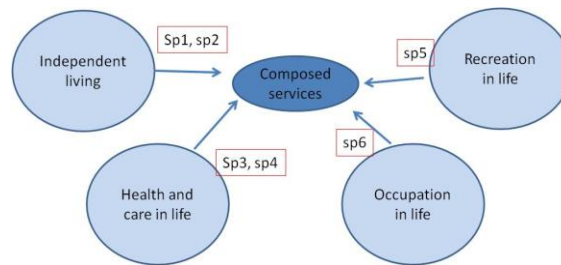 Sp1, sp2
Independent
living
Composed
services
sp5
Recreation
in life
Sp3, sp4
Health and
care in life
sp6
Occupation
in life